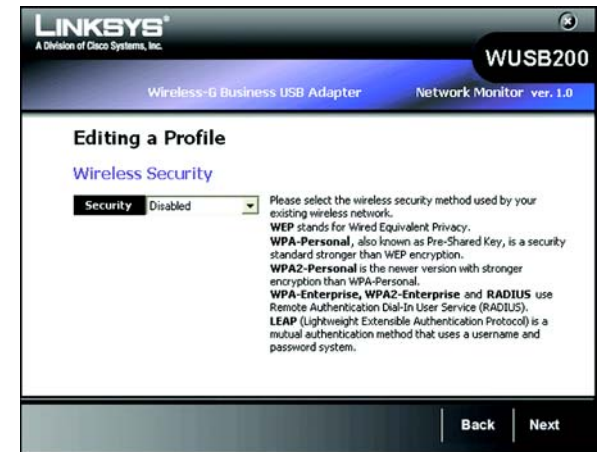 LINKSYS®
A Division of Cisco Systems, Inc.
WUSB200
Wireless-G Business USB Adapter
Network Monitor ver. 1.0
Editing a Profile
Wireless Security
Security
Disabled
Please select the wireless security method used by your
existing wireless network.
WEP stands for Wired Equivalent Privacy.
WPA-Personal, also known as Pre-Shared Key, is a security
standard stronger than WEP encryption.
WPA2-Personal is the newer version with stronger
encryption than WPA-Personal.
WPA-Enterprise, WPA2-Enterprise and RADIUS use
Remote Authentication Dial-In User Service (RADIUS).
LEAP (Lightweight Extensible Authentication Protocol) is a
mutual authentication method that uses a username and
password system.
Back
Next